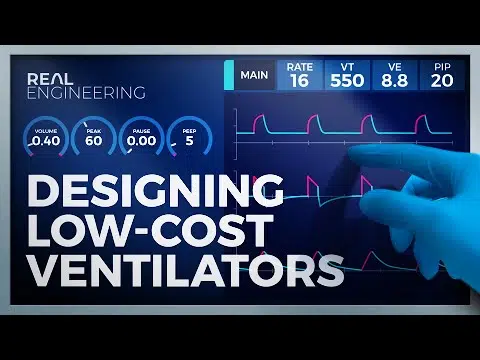 REAL
ENGINEERING
MAIN
RATE
16
VT
550
VE
8.8
PIP
20
VOLUME
0.40
PEAK
60
PAUSE
0.00
PEEP
5
DESIGNING
LOW-COST
VENTILATORS